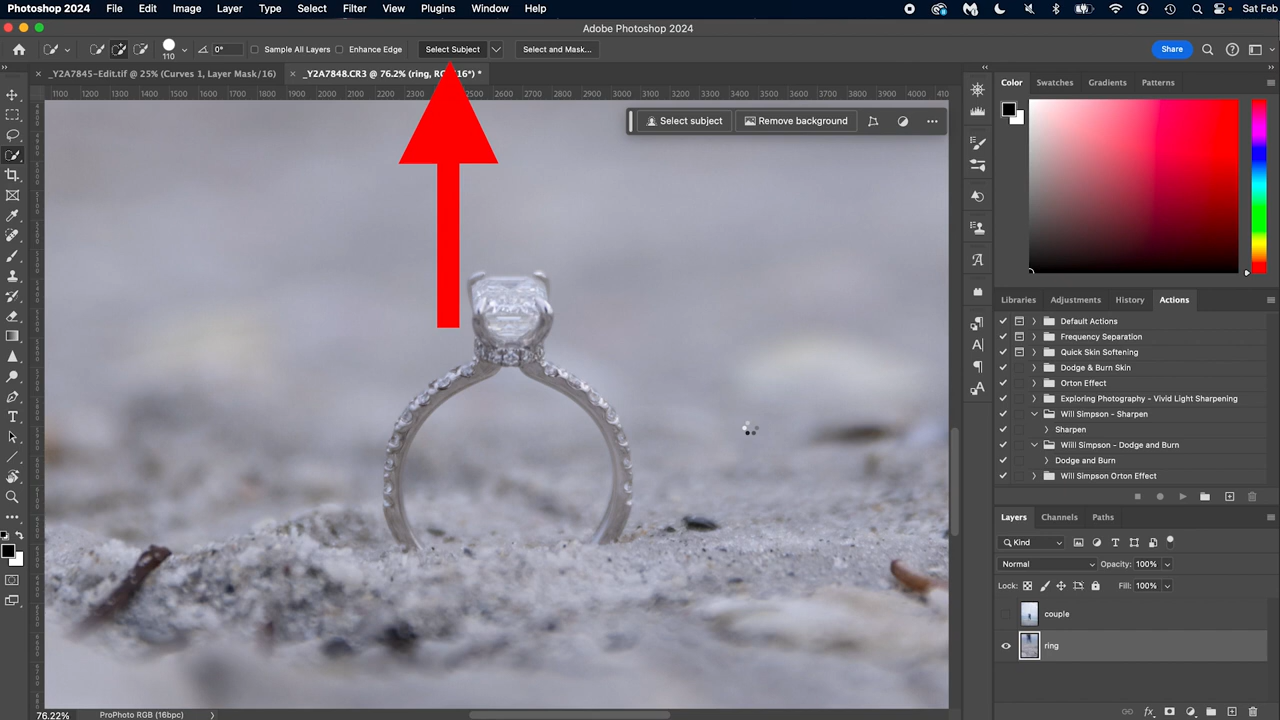 Photoshop 2024 File Edit Image Layer Type Select Filter View Plugins Window Help Sat Feb
Adobe Photoshop 2024
110 0° Sample All Layers Enhance Edge Select Subject Select and Mask... Share
_Y2A7845-Edit.tif @ 25% (Curves 1, Layer Mask/16) _Y2A7848.CR3 @ 76.2% (ring, RG /16*) *
1100 1200 1300 1400 1500 1600 1700 1800 1900 2000 2100 2200 2300 2400 2500 2600 2700 2800 2900 3000 3100 3200 3300 3400 3500 3600 3700 3800 3900 4000 410
Select subject Remove background
Color Swatches Gradients Patterns
Libraries Adjustments History Actions
Default Actions
Frequency Separation
Quick Skin Softening
Dodge & Burn Skin
Orton Effect
Exploring Photography - Vivid Light Sharpening
Will Simpson - Sharpen
Sharpen
Willl Simpson - Dodge and Burn
Dodge and Burn
Will Simpson Orton Effect
Layers Channels Paths
Kind
Normal Opacity: 100%
Lock: Fill: 100%
couple
ring
76.22% ProPhoto RGB (16bpc)